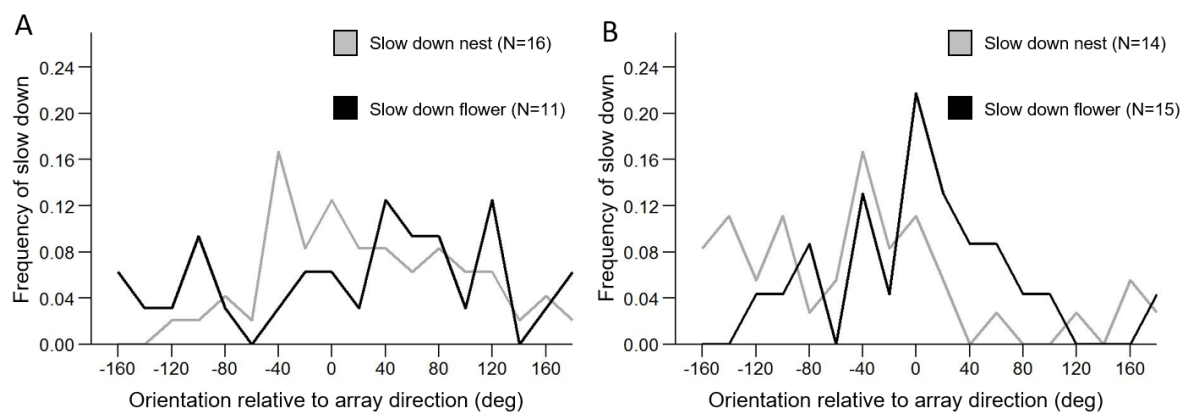 A
Slow down nest (N=16)
Slow down flower (N=11)
Frequency of slow down
0.24
0.20
0.16
0.12
0.08
0.04
0.00
-160 -120 -80 -40 0 40 80 120 160
Orientation relative to array direction (deg)
B
Slow down nest (N=14)
Slow down flower (N=15)
Frequency of slow down
0.24
0.20
0.16
0.12
0.08
0.04
0.00
-160 -120 -80 -40 0 40 80 120 160
Orientation relative to array direction (deg)